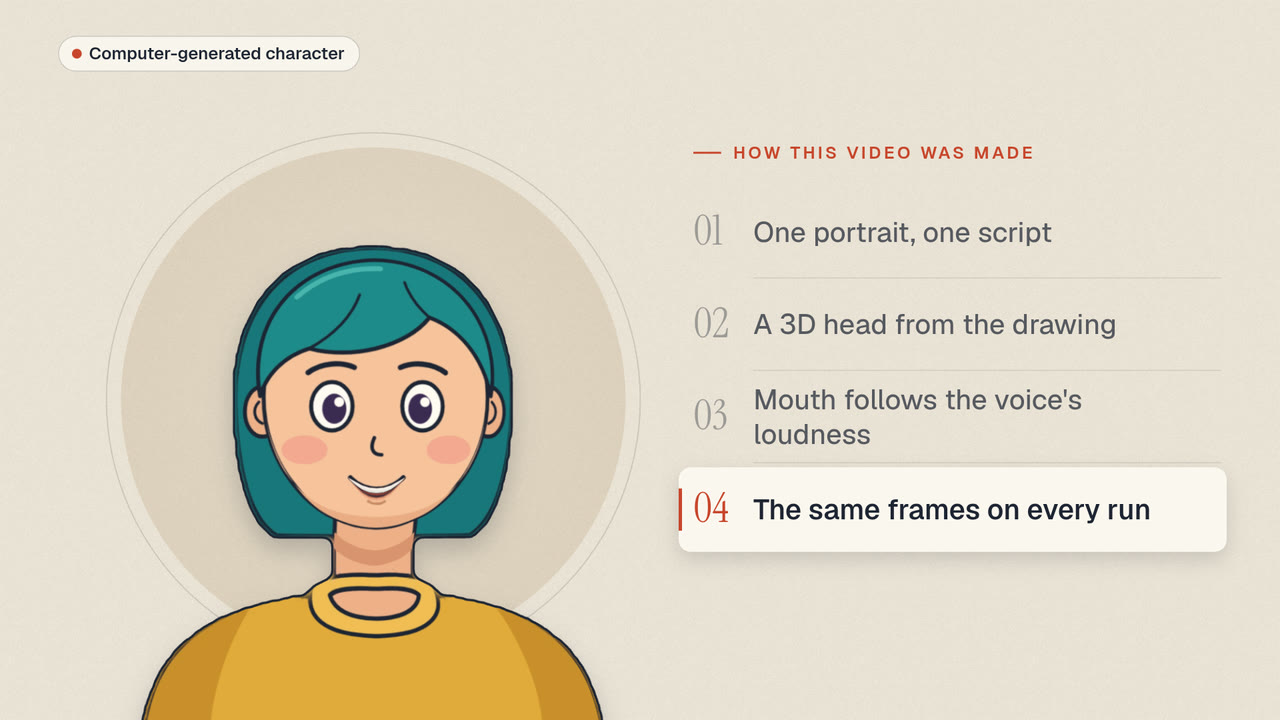 Computer-generated character
HOW THIS VIDEO WAS MADE
01 One portrait, one script
02 A 3D head from the drawing
03 Mouth follows the voice's
loudness
04 The same frames on every run